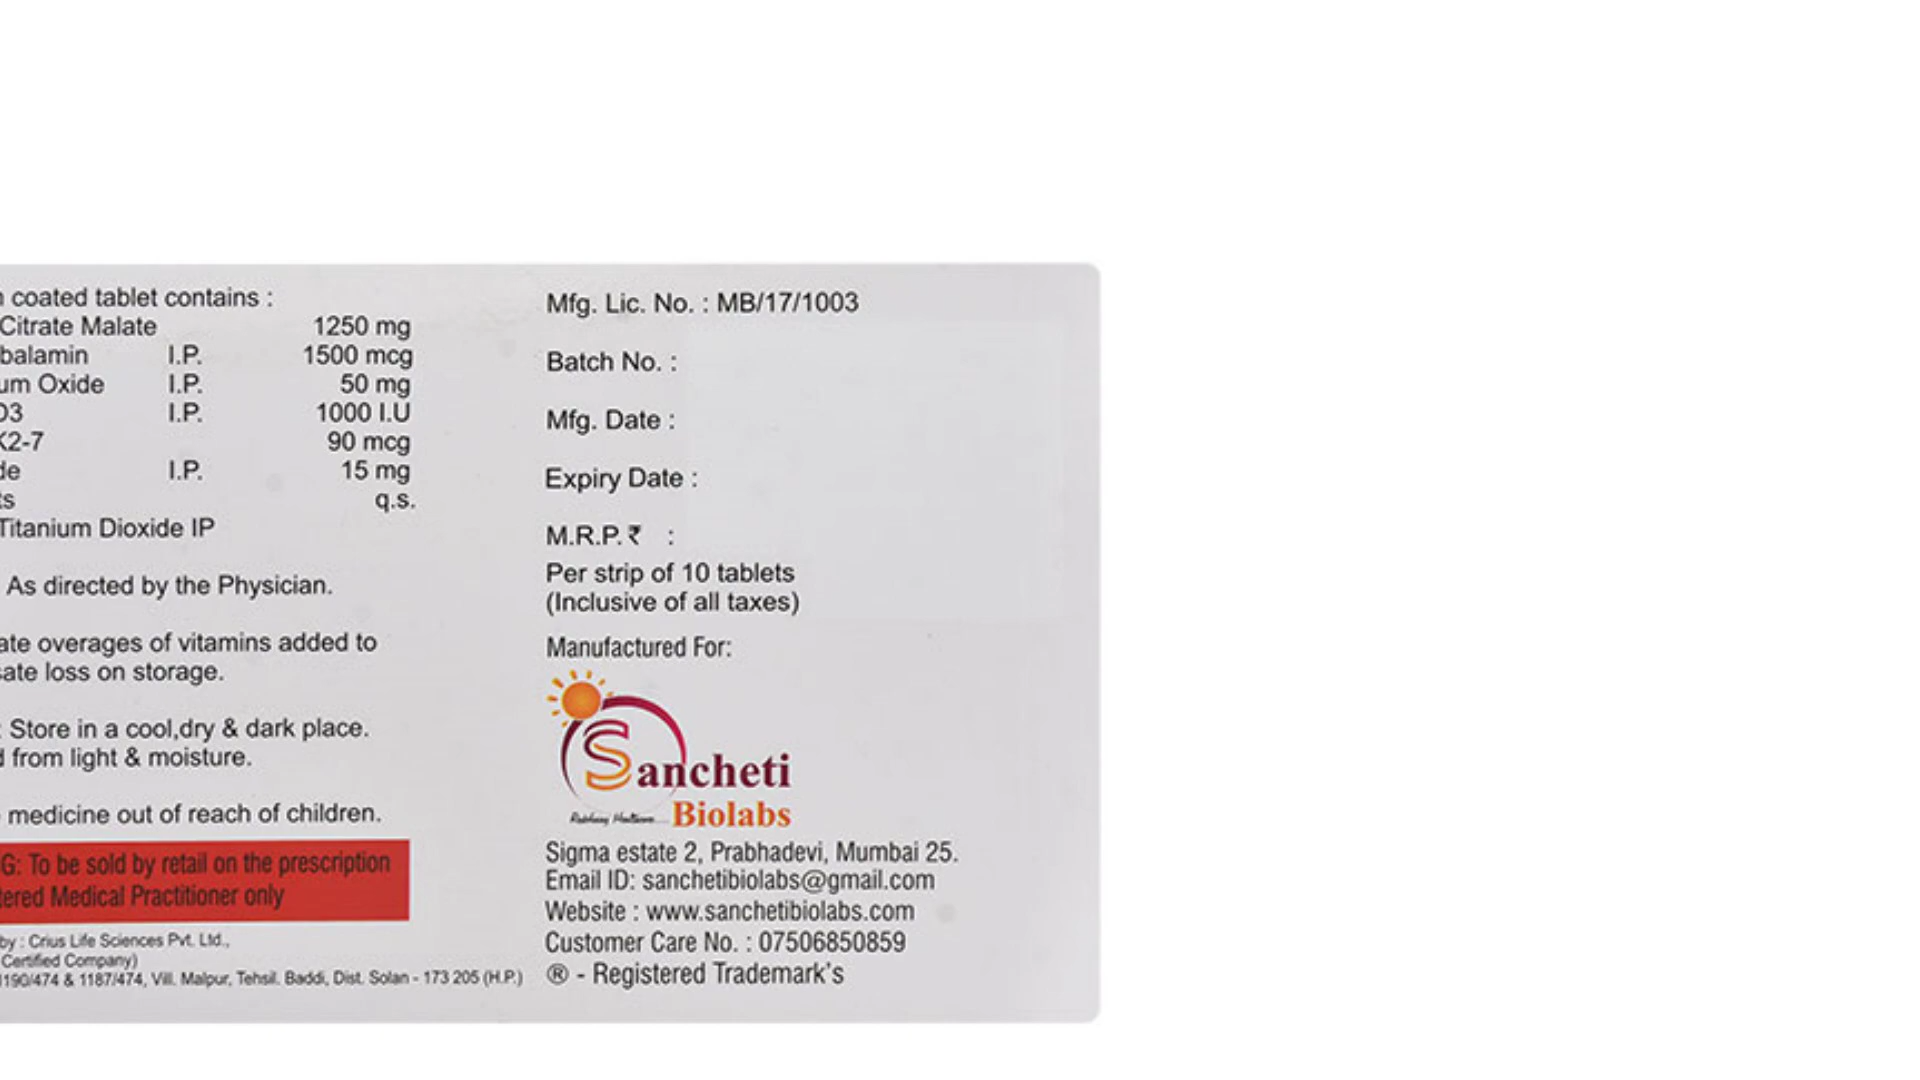 coated tablet contains :
Citrate Malate 1250 mg
balamin I.P. 1500 mcg
um Oxide I.P. 50 mg
D3 I.P. 1000 I.U
K2-7 90 mcg
de I.P. 15 mg
ts q.s.
Titanium Dioxide IP
As directed by the Physician.
ate overages of vitamins added to
sate loss on storage.
: Store in a cool,dry & dark place.
d from light & moisture.
medicine out of reach of children.
G: To be sold by retail on the prescription
tered Medical Practitioner only
by : Crius Life Sciences Pvt. Ltd.,
Certified Company)
1190/474 & 1187/474, Vill. Malpur, Tehsil. Baddi, Dist. Solan - 173 205 (H.P.)
Mfg. Lic. No. : MB/17/1003
Batch No. :
Mfg. Date :
Expiry Date :
M.R.P.₹ :
Per strip of 10 tablets
(Inclusive of all taxes)
Manufactured For:
Sancheti
Biolabs
Sigma estate 2, Prabhadevi, Mumbai 25.
Email ID: sanchetibiolabs@gmail.com
Website : www.sanchetibiolabs.com
Customer Care No. : 07506850859
® - Registered Trademark's